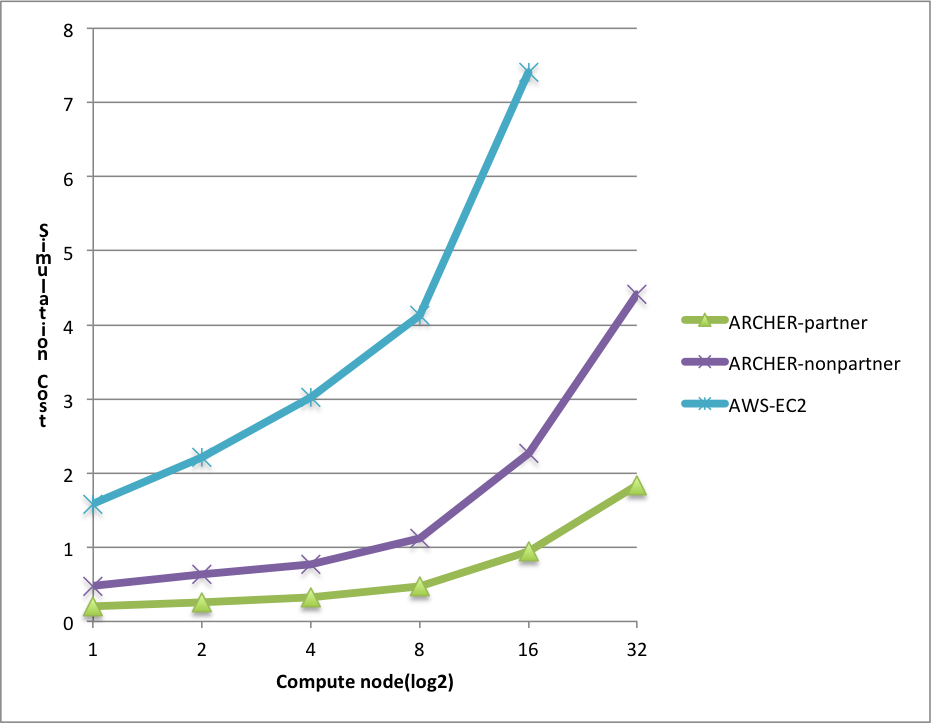 8
7
6
5
4
3
2
1
0
Simulation Cost
1 2 4 8 16 32
Compute node(log2)
ARCHER-partner
ARCHER-nonpartner
AWS-EC2